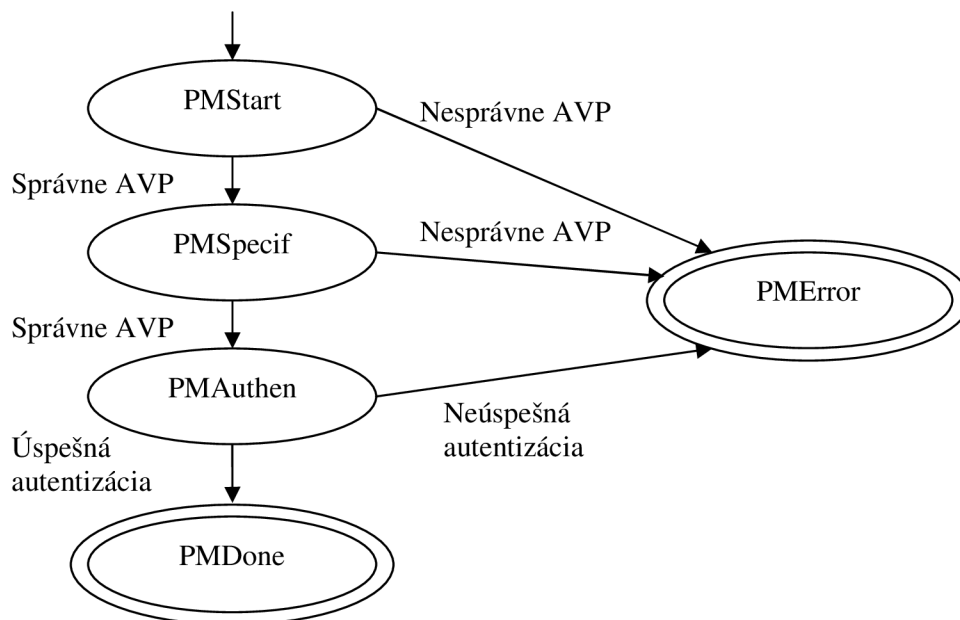 PMStart
Nesprávne AVP
Správne AVP
PMSpecif
Nesprávne AVP
PMError
Správne AVP
PMAuthen
Neúspešná
autentizácia
Úspešná
autentizácia
PMDone